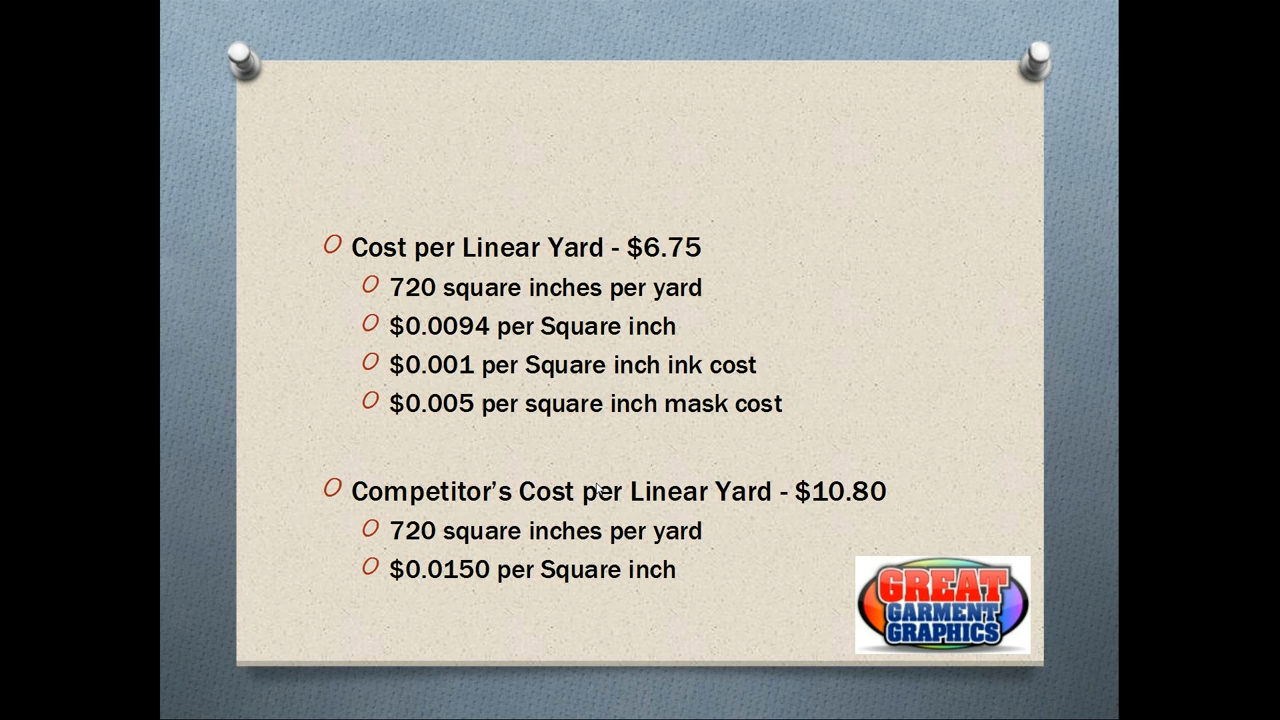 Cost per Linear Yard - $6.75
720 square inches per yard
$0.0094 per Square inch
$0.001 per Square inch ink cost
$0.005 per square inch mask cost
Competitor’s Cost per Linear Yard - $10.80
720 square inches per yard
$0.0150 per Square inch
GREAT
GARMENT
GRAPHICS